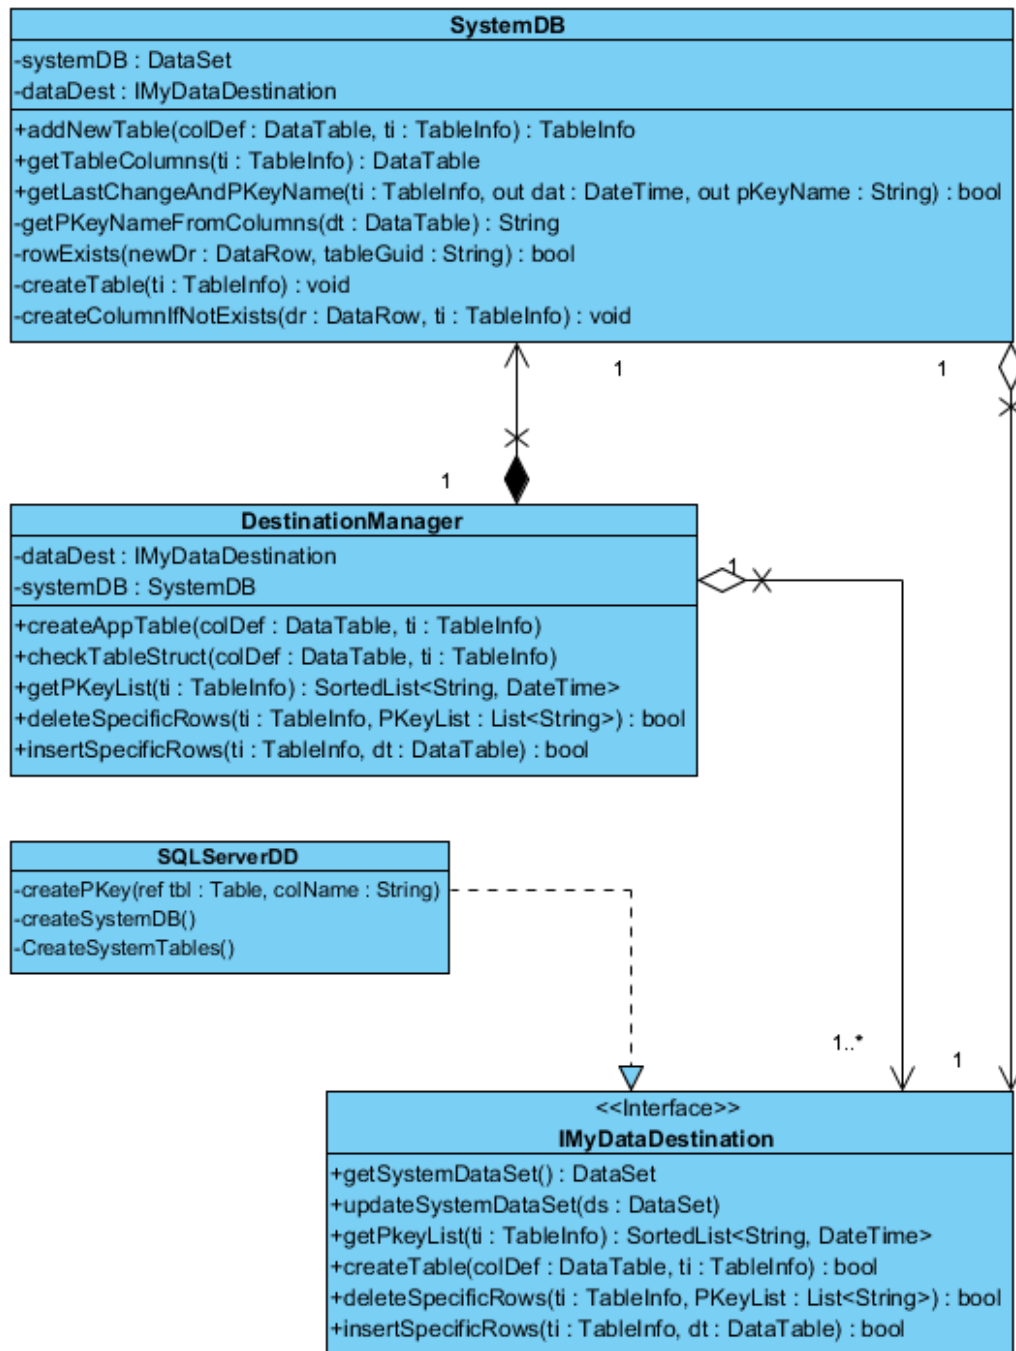 SystemDB
-systemDB : DataSet
-dataDest : IMyDataDestination
+addNewTable(colDef : DataTable, ti : TableInfo) : TableInfo
+getTableColumns(ti : TableInfo) : DataTable
+getLastChangeAndPKeyName(ti : TableInfo, out dat : DateTime, out pKeyName : String) : bool
-getPKeyNameFromColumns(dt : DataTable) : String
-rowExists(newDr : DataRow, tableGuid : String) : bool
-createTable(ti : TableInfo) : void
-createColumnIfNotExists(dr : DataRow, ti : TableInfo) : void
1
1
1
DestinationManager
-dataDest : IMyDataDestination
-systemDB : SystemDB
1
+createAppTable(colDef : DataTable, ti : TableInfo)
+checkTableStruct(colDef : DataTable, ti : TableInfo)
+getPKeyList(ti : TableInfo) : SortedList<String, DateTime>
+deleteSpecificRows(ti : TableInfo, PKeyList : List<String>) : bool
+insertSpecificRows(ti : TableInfo, dt : DataTable) : bool
SQLServerDD
-createPKey(ref tbl : Table, colName : String)
-createSystemDB()
-CreateSystemTables()
1..*
1
<<Interface>>
IMyDataDestination
+getSystemDataSet() : DataSet
+updateSystemDataSet(ds : DataSet)
+getPkeyList(ti : TableInfo) : SortedList<String, DateTime>
+createTable(colDef : DataTable, ti : TableInfo) : bool
+deleteSpecificRows(ti : TableInfo, PKeyList : List<String>) : bool
+insertSpecificRows(ti : TableInfo, dt : DataTable) : bool